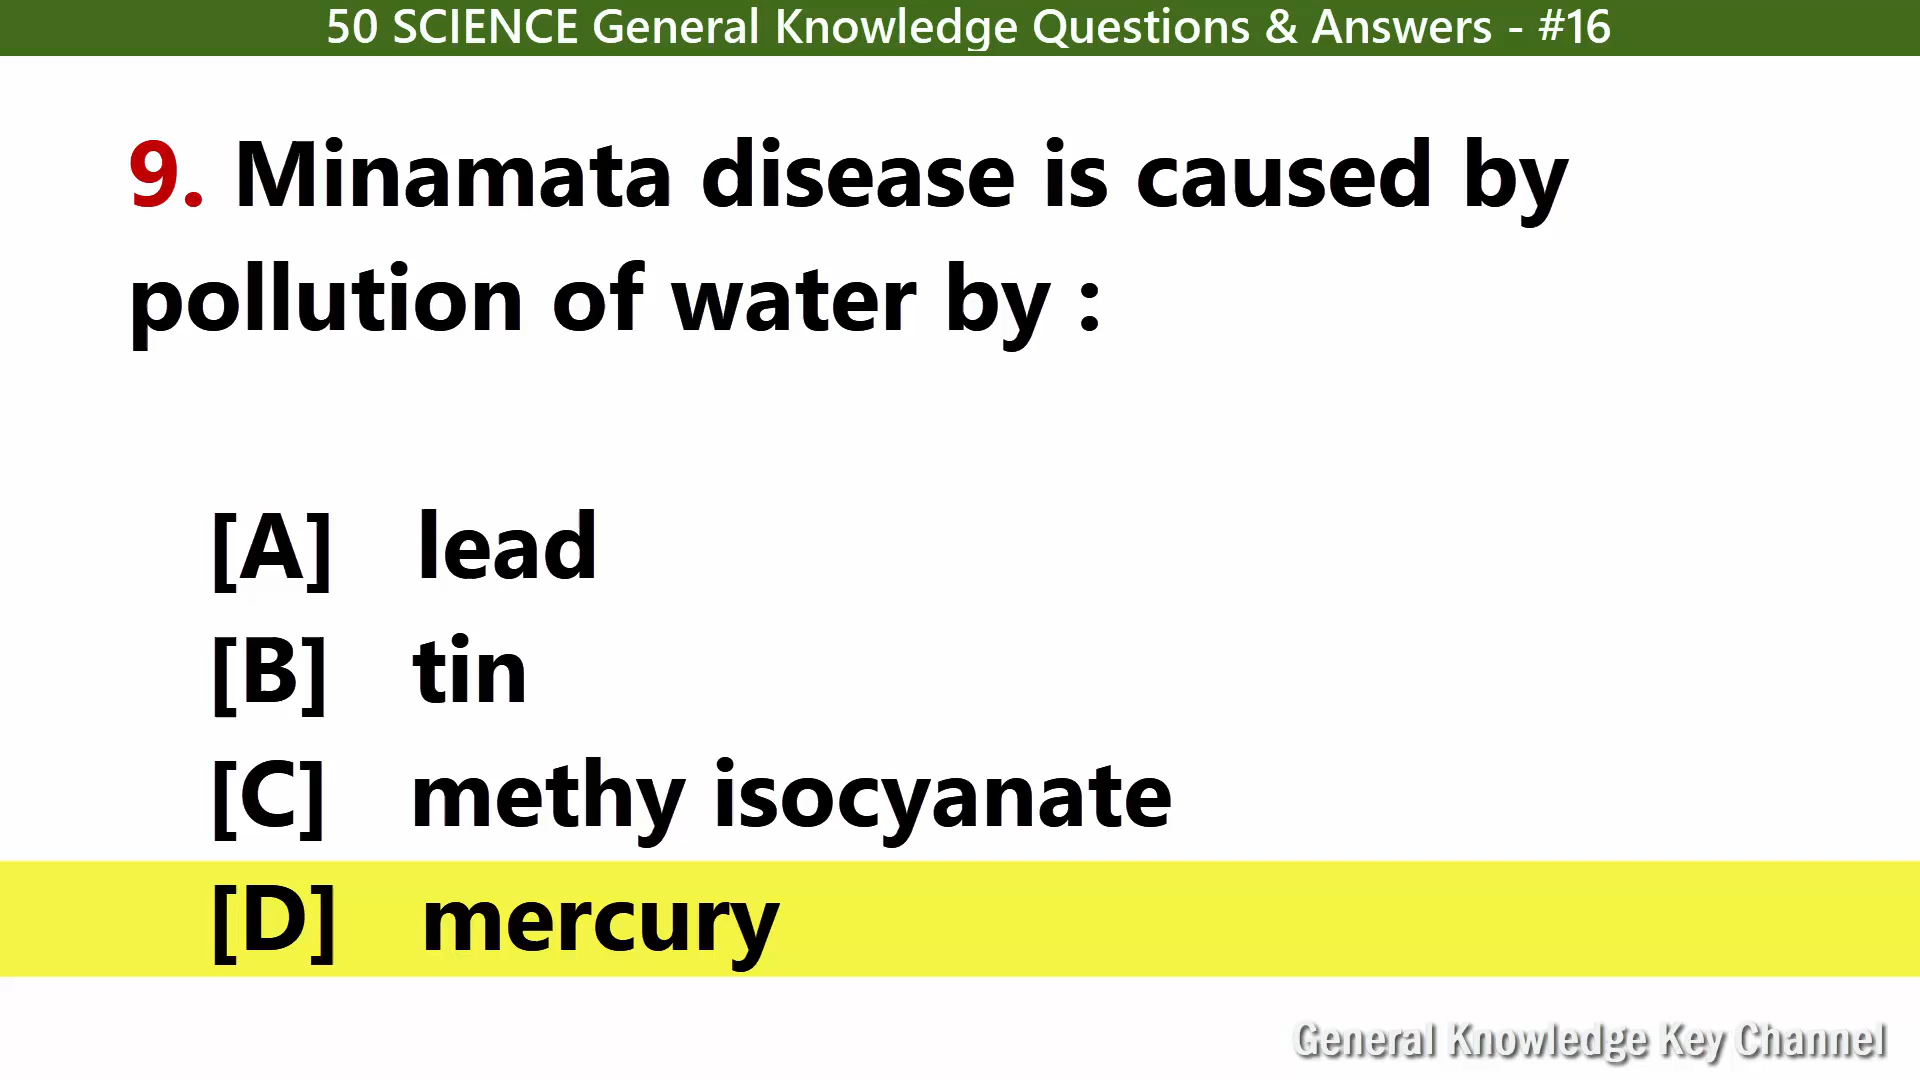 50 SCIENCE General Knowledge Questions & Answers - #16
9. Minamata disease is caused by
pollution of water by :
[A] lead
[B] tin
[C] methy isocyanate
[D] mercury
General Knowledge Key Channel